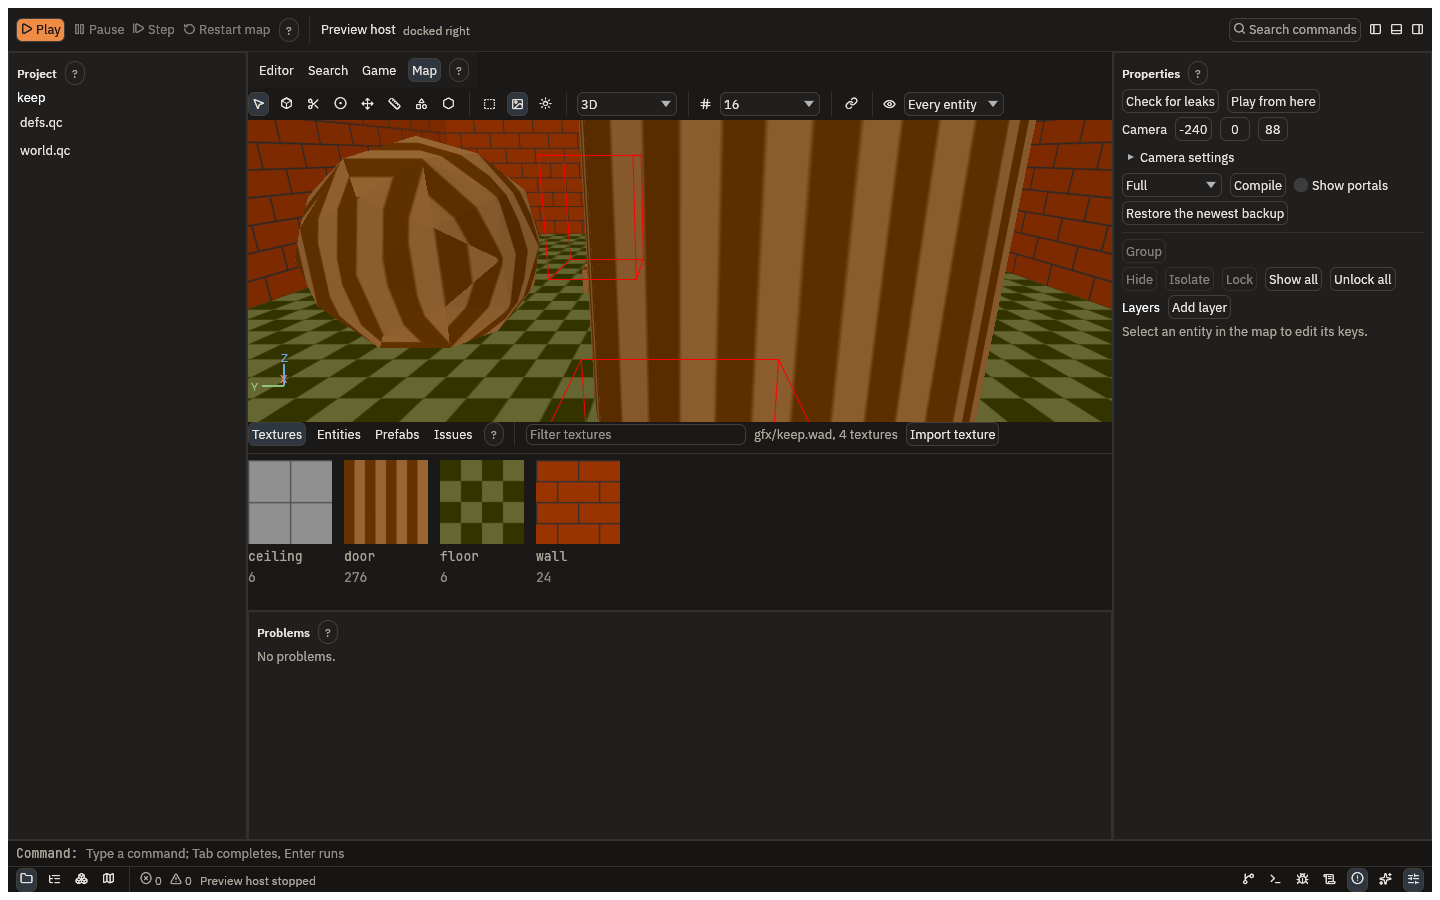 Play Pause Step Restart map ? Preview host docked right Search commands
Project ?
keep
defs.qc
world.qc
Editor Search Game Map ?
3D 16 Every entity
Z
Y X
Textures Entities Prefabs Issues ? Filter textures gfx/keep.wad, 4 textures Import texture
ceiling door floor wall
6 276 6 24
Problems ?
No problems.
Properties ?
Check for leaks Play from here
Camera -240 0 88
Camera settings
Full Compile Show portals
Restore the newest backup
Group
Hide Isolate Lock Show all Unlock all
Layers Add layer
Select an entity in the map to edit its keys.
Command: Type a command; Tab completes, Enter runs
0 0 Preview host stopped